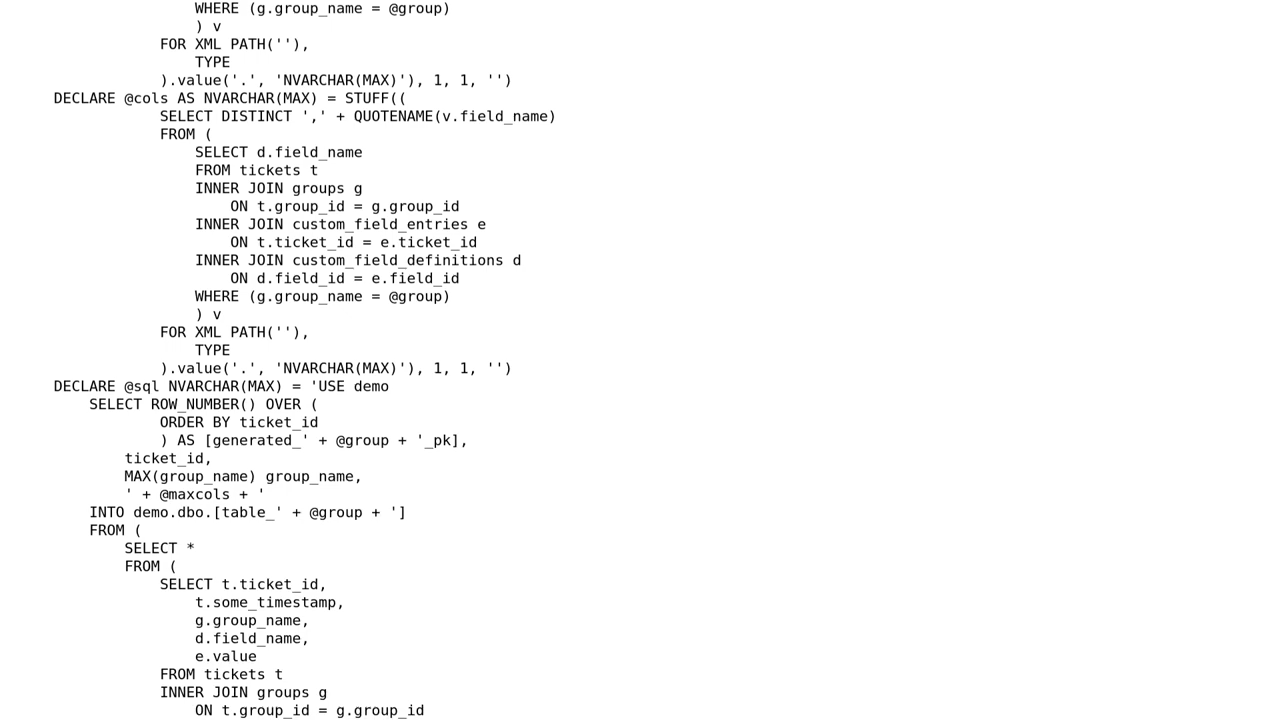 WHERE (g.group_name = @group)
) v
FOR XML PATH(''),
TYPE
).value('.', 'NVARCHAR(MAX)'), 1, 1, '')
DECLARE @cols AS NVARCHAR(MAX) = STUFF((
SELECT DISTINCT ',' + QUOTENAME(v.field_name)
FROM (
SELECT d.field_name
FROM tickets t
INNER JOIN groups g
ON t.group_id = g.group_id
INNER JOIN custom_field_entries e
ON t.ticket_id = e.ticket_id
INNER JOIN custom_field_definitions d
ON d.field_id = e.field_id
WHERE (g.group_name = @group)
) v
FOR XML PATH(''),
TYPE
).value('.', 'NVARCHAR(MAX)'), 1, 1, '')
DECLARE @sql NVARCHAR(MAX) = 'USE demo
SELECT ROW_NUMBER() OVER (
ORDER BY ticket_id
) AS [generated_' + @group + '_pk],
ticket_id,
MAX(group_name) group_name,
' + @maxcols + '
INTO demo.dbo.[table_' + @group + ']
FROM (
SELECT *
FROM (
SELECT t.ticket_id,
t.some_timestamp,
g.group_name,
d.field_name,
e.value
FROM tickets t
INNER JOIN groups g
ON t.group_id = g.group_id